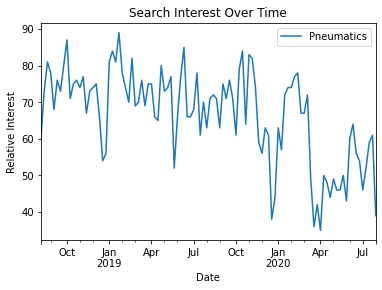 Search Interest Over Time
Pneumatics
Relative Interest
90
80
70
60
50
40
Oct
Jan
2019
Apr
Jul
Oct
Jan
2020
Apr
Jul
Date